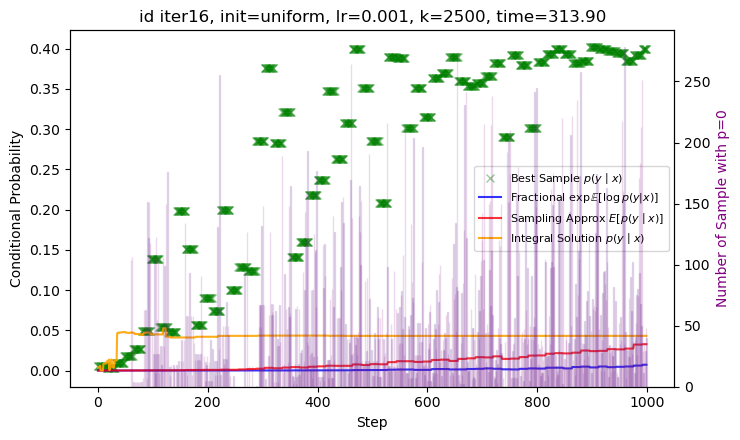 id iter16, init=uniform, lr=0.001, k=2500, time=313.90
Conditional Probability
0.40
0.35
0.30
0.25
0.20
0.15
0.10
0.05
0.00
250
200
150
100
50
0
Number of Sample with p=0
Best Sample p(y | x)
Fractional exp 𝔼[log p(y|x)]
Sampling Approx E[p(y | x)]
Integral Solution p(y | x)
0
200
400
600
800
1000
Step